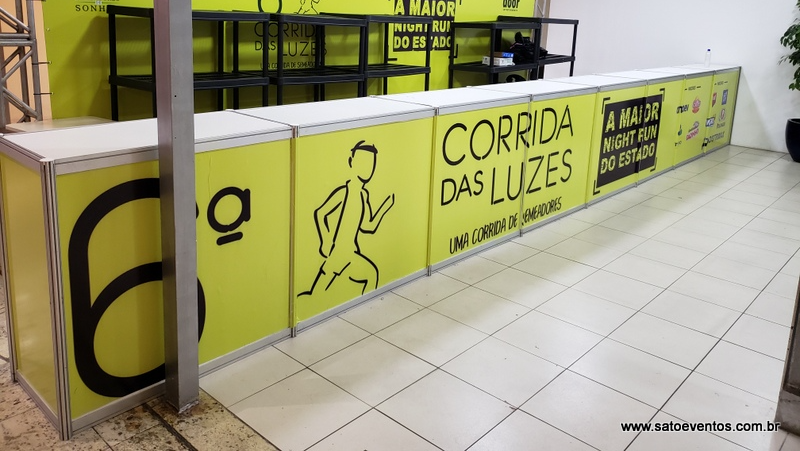 SONH
CORRIDA
DAS LUZES
UMA CORRIDA DE SEMEADORES
A MAIOR
NIGHT RUN
DO ESTADO
6ª
CORRIDA
DAS LUZES
UMA CORRIDA DE SEMEADORES
A MAIOR
NIGHT RUN
DO ESTADO
www.satoeventos.com.br